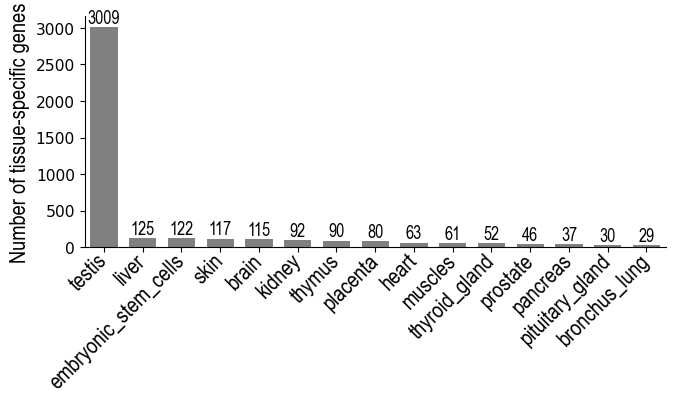 Number of tissue-specific genes
3000
2500
2000
1500
1000
500
0
3009
125
122
117
115
92
90
80
63
61
52
46
37
30
29
testis
liver
embryonic_stem_cells
skin
brain
kidney
thymus
placenta
heart
muscles
thyroid_gland
prostate
pancreas
pituitary_gland
bronchus_lung